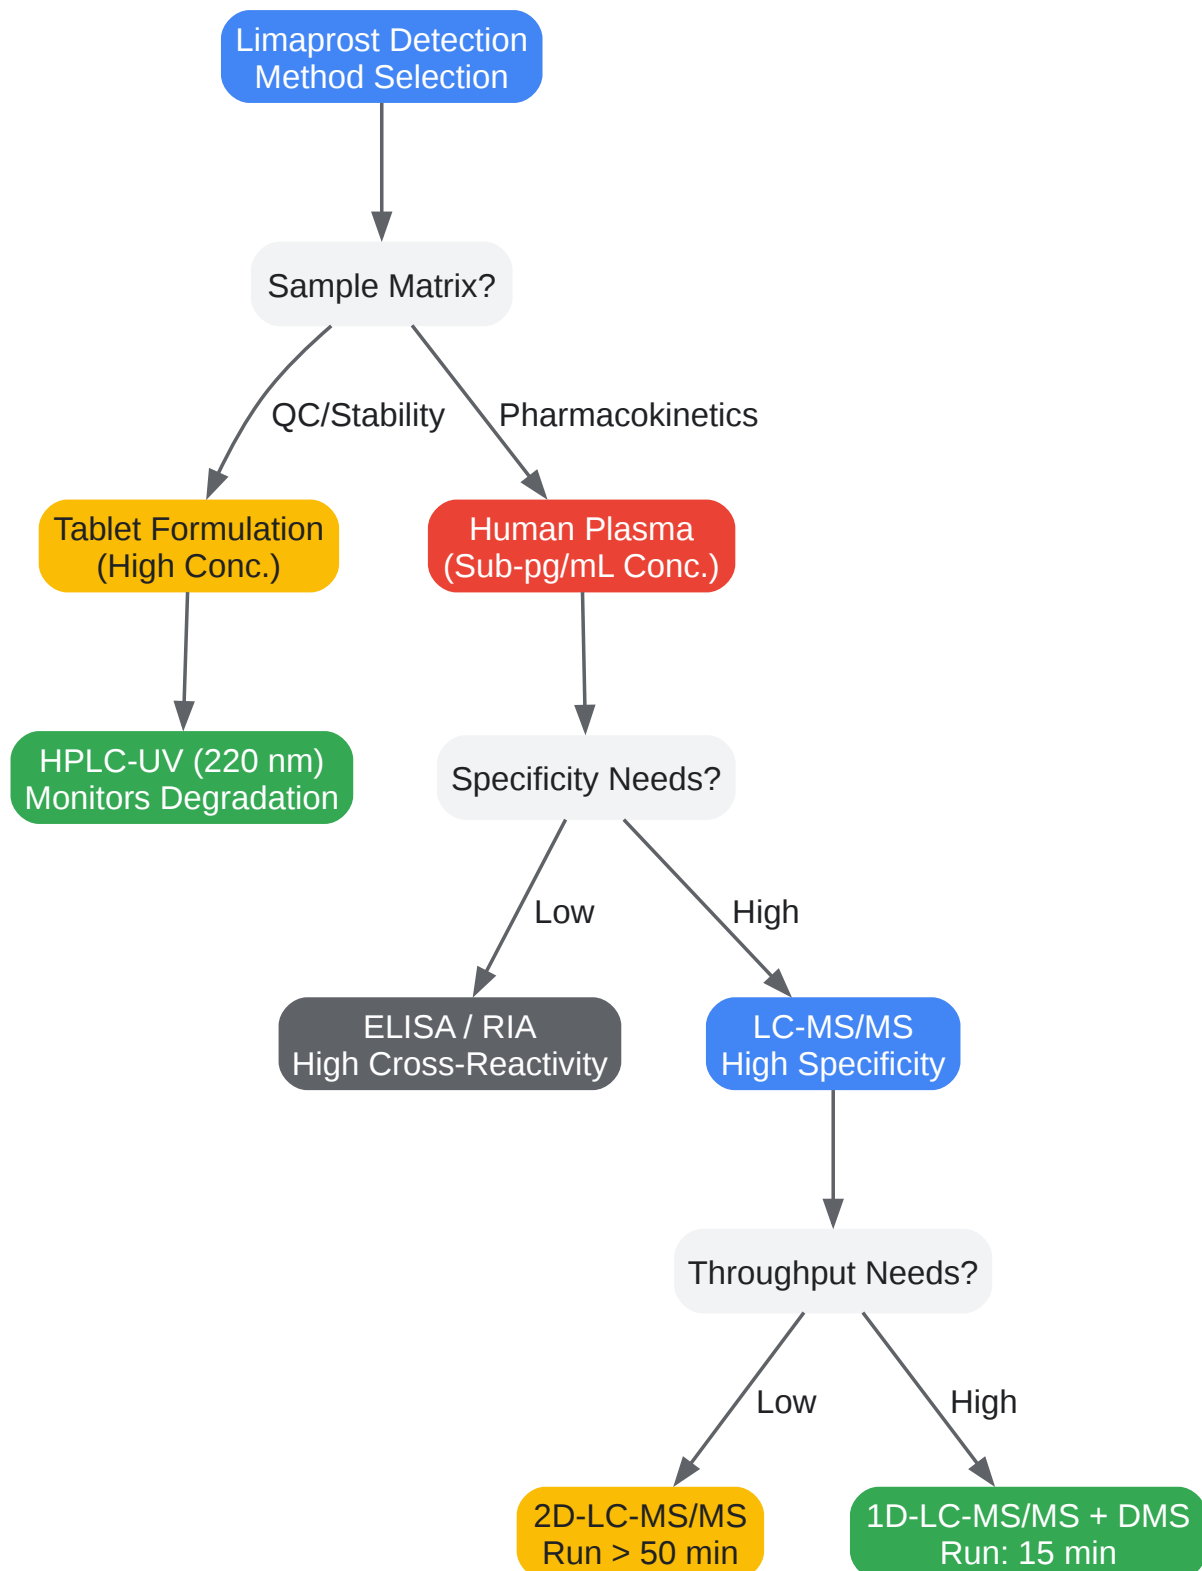 Limaprost Detection
Method Selection
Sample Matrix?
QC/Stability
Pharmacokinetics
Tablet Formulation
(High Conc.)
Human Plasma
(Sub-pg/mL Conc.)
HPLC-UV (220 nm)
Monitors Degradation
Specificity Needs?
Low
High
ELISA / RIA
High Cross-Reactivity
LC-MS/MS
High Specificity
Throughput Needs?
Low
High
2D-LC-MS/MS
Run > 50 min
1D-LC-MS/MS + DMS
Run: 15 min